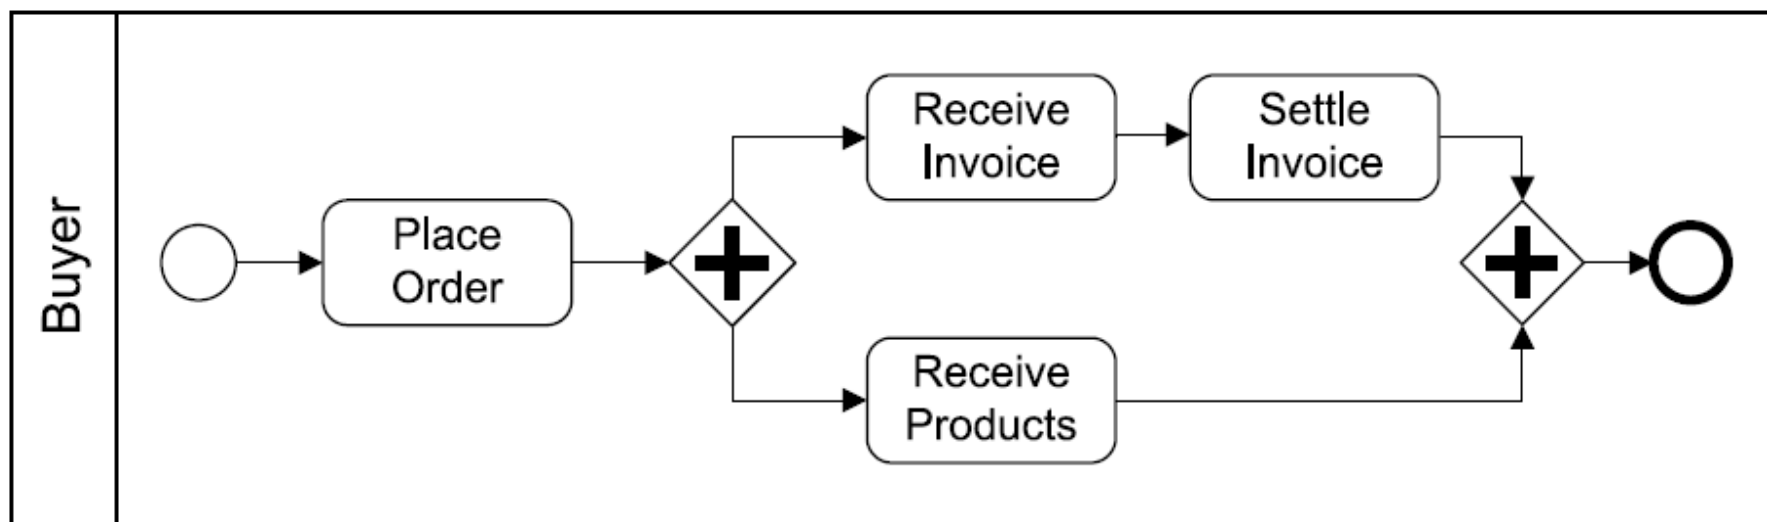 Buyer
Place
Order
Receive
Invoice
Settle
Invoice
Receive
Products